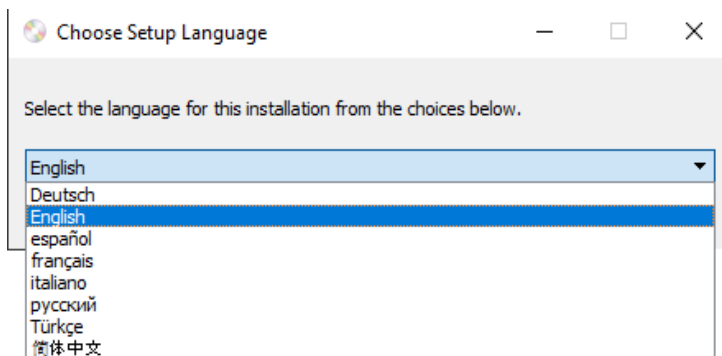 Choose Setup Language
Select the language for this installation from the choices below.
English
Deutsch
English
español
français
italiano
русский
Türkçe
简体中文